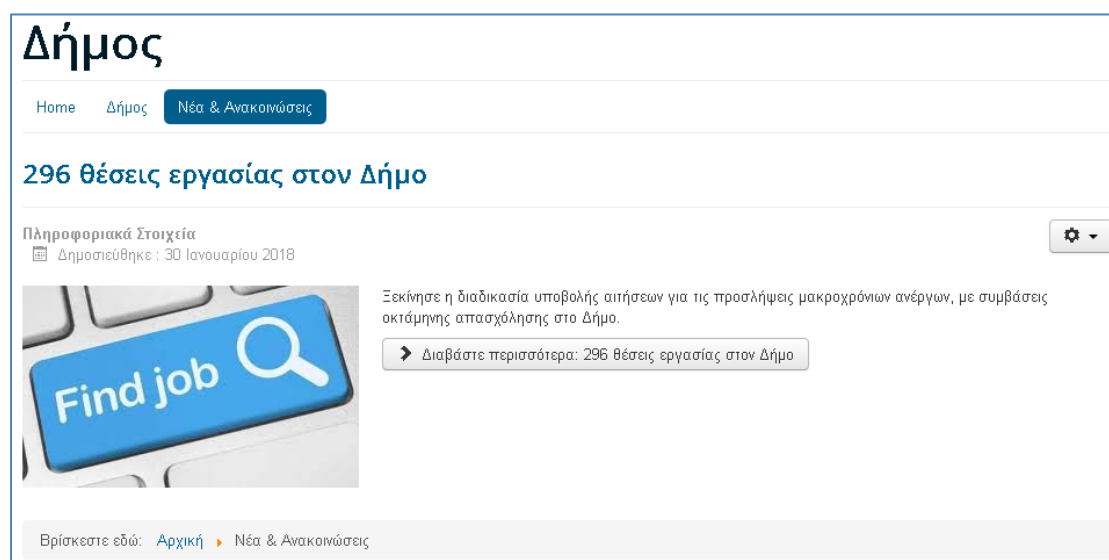 Δήμος
Home Δήμος Νέα & Ανακοινώσεις
296 θέσεις εργασίας στον Δήμο
Πληροφοριακά Στοιχεία
Δημοσιεύθηκε : 30 Ιανουαρίου 2018
Ξεκίνησε η διαδικασία υποβολής αιτήσεων για τις προσλήψεις μακροχρόνιων ανέργων, με συμβάσεις
οκτάμηνης απασχόλησης στο Δήμο.
Διαβάστε περισσότερα: 296 θέσεις εργασίας στον Δήμο
Find job
Βρίσκεστε εδώ: Αρχική Νέα & Ανακοινώσεις